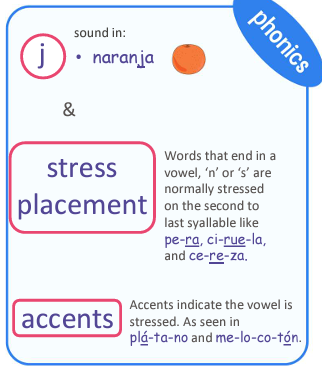 phonics
j
sound in:
• naranja
&
stress
placement
Words that end in a
vowel, ‘n’ or ‘s’ are
normally stressed
on the second to
last syallable like
pe-ra, ci-rue-la,
and ce-re-za.
accents
Accents indicate the vowel is
stressed. As seen in
plá-ta-no and me-lo-co-tón.